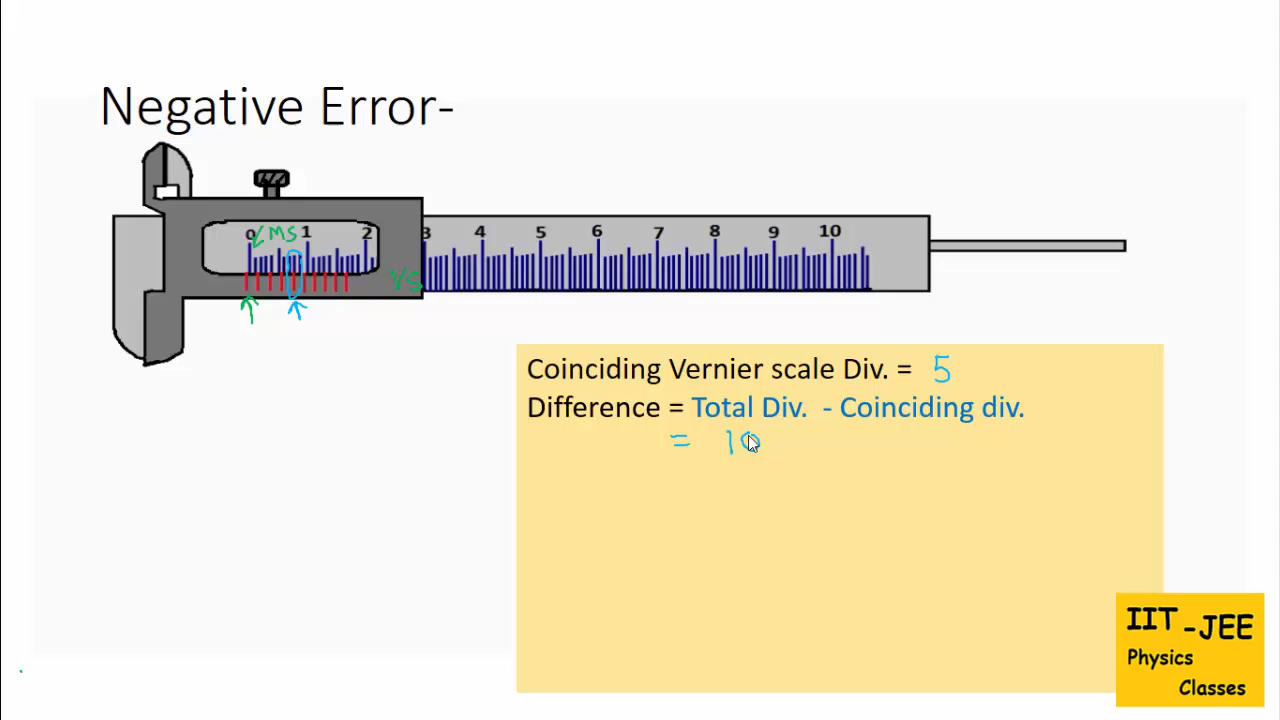 Negative Error-
0 1 2 3 4 5 6 7 8 9 10
MS
VS
Coinciding Vernier scale Div. = 5
Difference = Total Div. - Coinciding div.
= 10
IIT-JEE
Physics
Classes